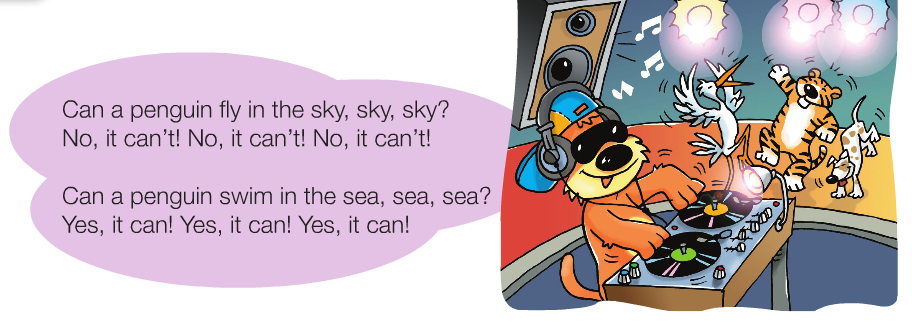 Can a penguin fly in the sky, sky, sky?
No, it can't! No, it can't! No, it can't!
Can a penguin swim in the sea, sea, sea?
Yes, it can! Yes, it can! Yes, it can!